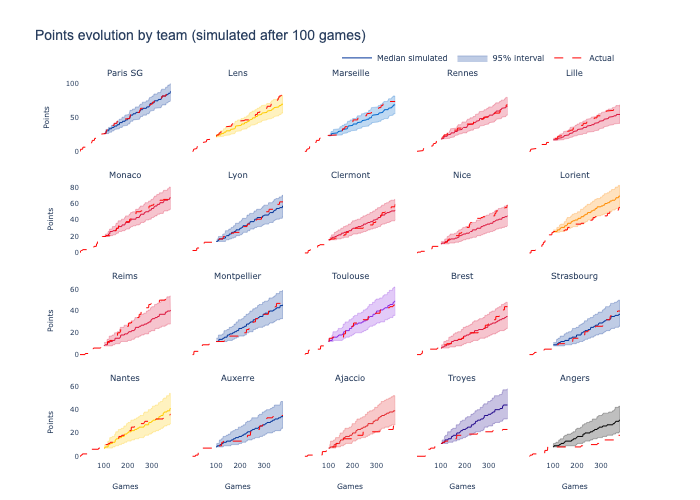 Points evolution by team (simulated after 100 games)
Median simulated 95% interval Actual
Paris SG Lens Marseille Rennes Lille
100
50
0
Points
Monaco Lyon Clermont Nice Lorient
80
60
40
20
0
Points
Reims Montpellier Toulouse Brest Strasbourg
60
40
20
0
Points
Nantes Auxerre Ajaccio Troyes Angers
60
40
20
0
Points
100 200 300 100 200 300 100 200 300 100 200 300 100 200 300
Games Games Games Games Games